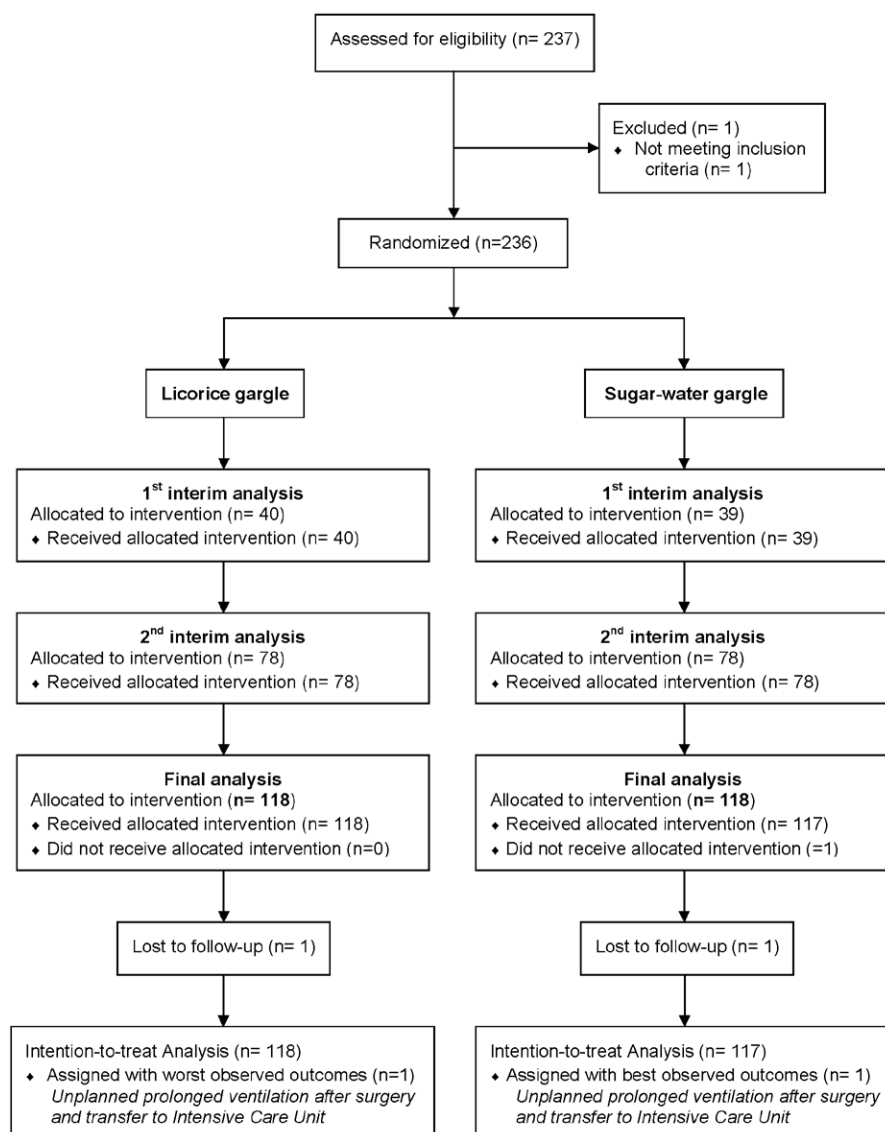 Assessed for eligibility (n= 237)
Excluded (n= 1)
♦ Not meeting inclusion
criteria (n= 1)
Randomized (n=236)
Licorice gargle
Sugar-water gargle
1st interim analysis
Allocated to intervention (n= 40)
♦ Received allocated intervention (n= 40)
1st interim analysis
Allocated to intervention (n= 39)
♦ Received allocated intervention (n= 39)
2nd interim analysis
Allocated to intervention (n= 78)
♦ Received allocated intervention (n= 78)
2nd interim analysis
Allocated to intervention (n= 78)
♦ Received allocated intervention (n= 78)
Final analysis
Allocated to intervention (n= 118)
♦ Received allocated intervention (n= 118)
♦ Did not receive allocated intervention (n=0)
Final analysis
Allocated to intervention (n= 118)
♦ Received allocated intervention (n= 117)
♦ Did not receive allocated intervention (=1)
Lost to follow-up (n= 1)
Lost to follow-up (n= 1)
Intention-to-treat Analysis (n= 118)
♦ Assigned with worst observed outcomes (n=1)
Unplanned prolonged ventilation after surgery
and transfer to Intensive Care Unit
Intention-to-treat Analysis (n= 117)
♦ Assigned with best observed outcomes (n= 1)
Unplanned prolonged ventilation after surgery
and transfer to Intensive Care Unit